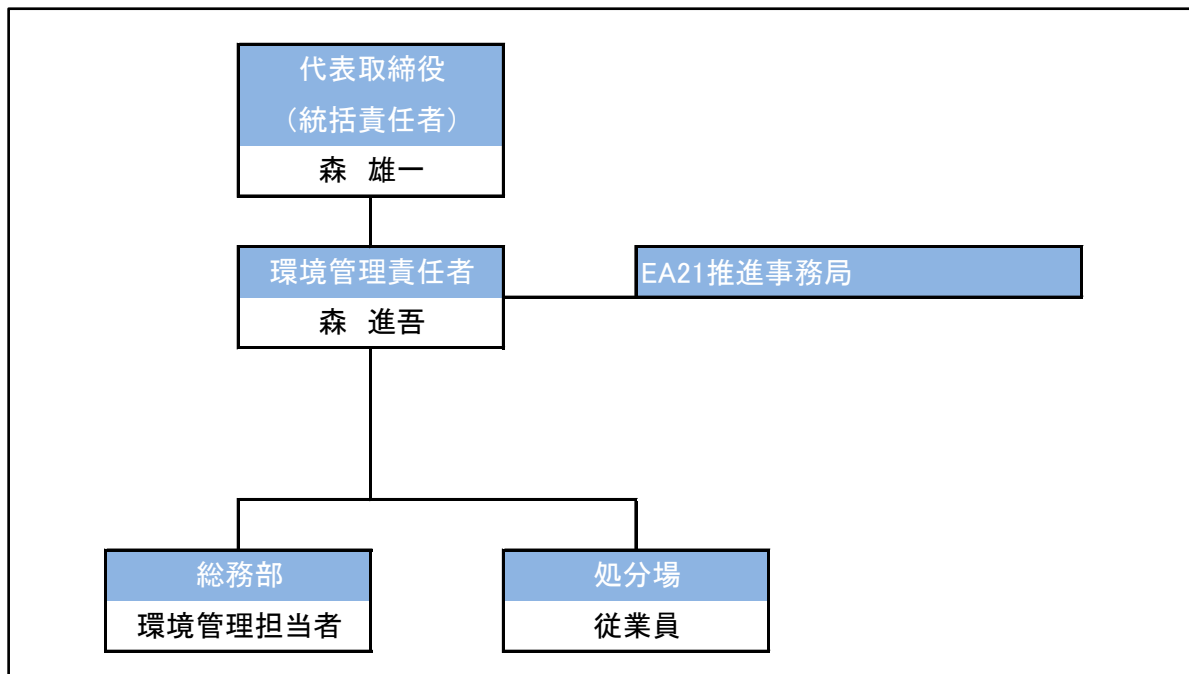 代表取締役
（統括責任者）
森　雄一
環境管理責任者
EA21推進事務局
森　進吾
総務部
処分場
環境管理担当者
従業員